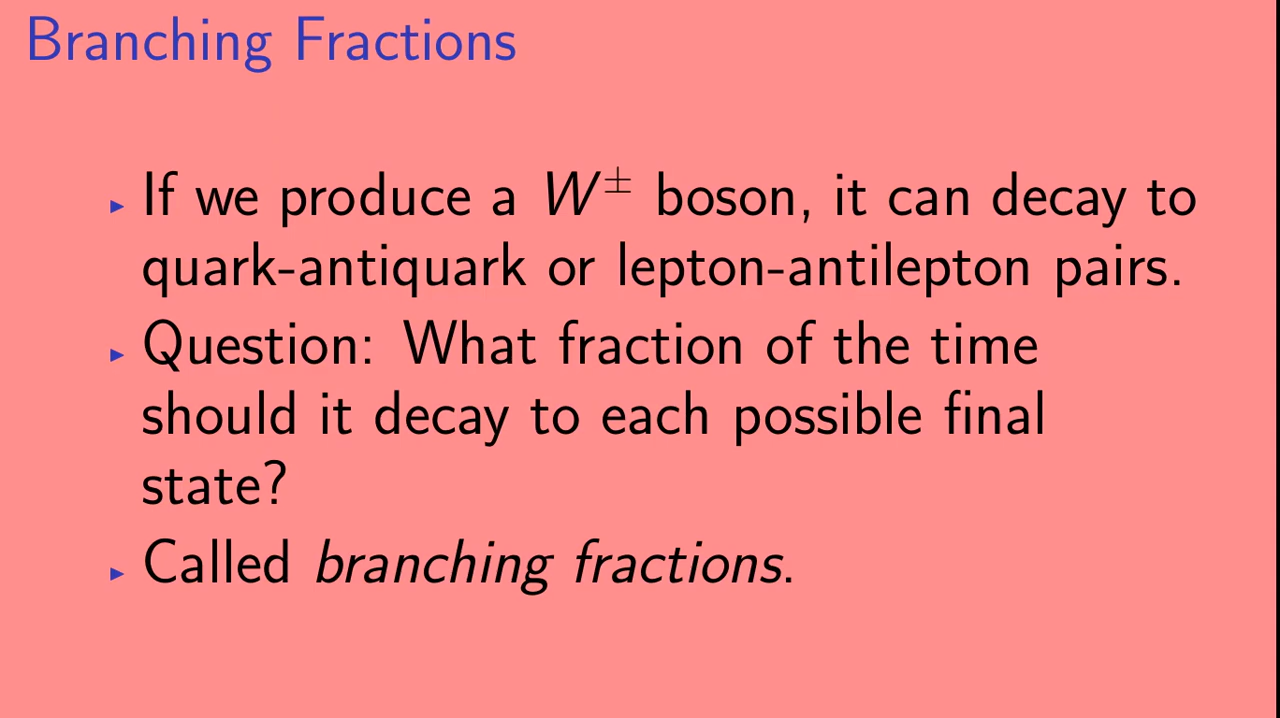 Branching Fractions
▸ If we produce a W± boson, it can decay to
quark-antiquark or lepton-antilepton pairs.
▸ Question: What fraction of the time
should it decay to each possible final
state?
▸ Called branching fractions.